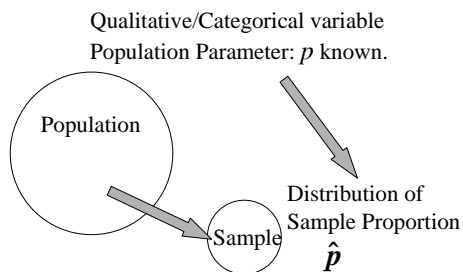 Qualitative/Categorical variable
Population Parameter: p known.
Population
Distribution of
Sample Proportion
Sample
p̂